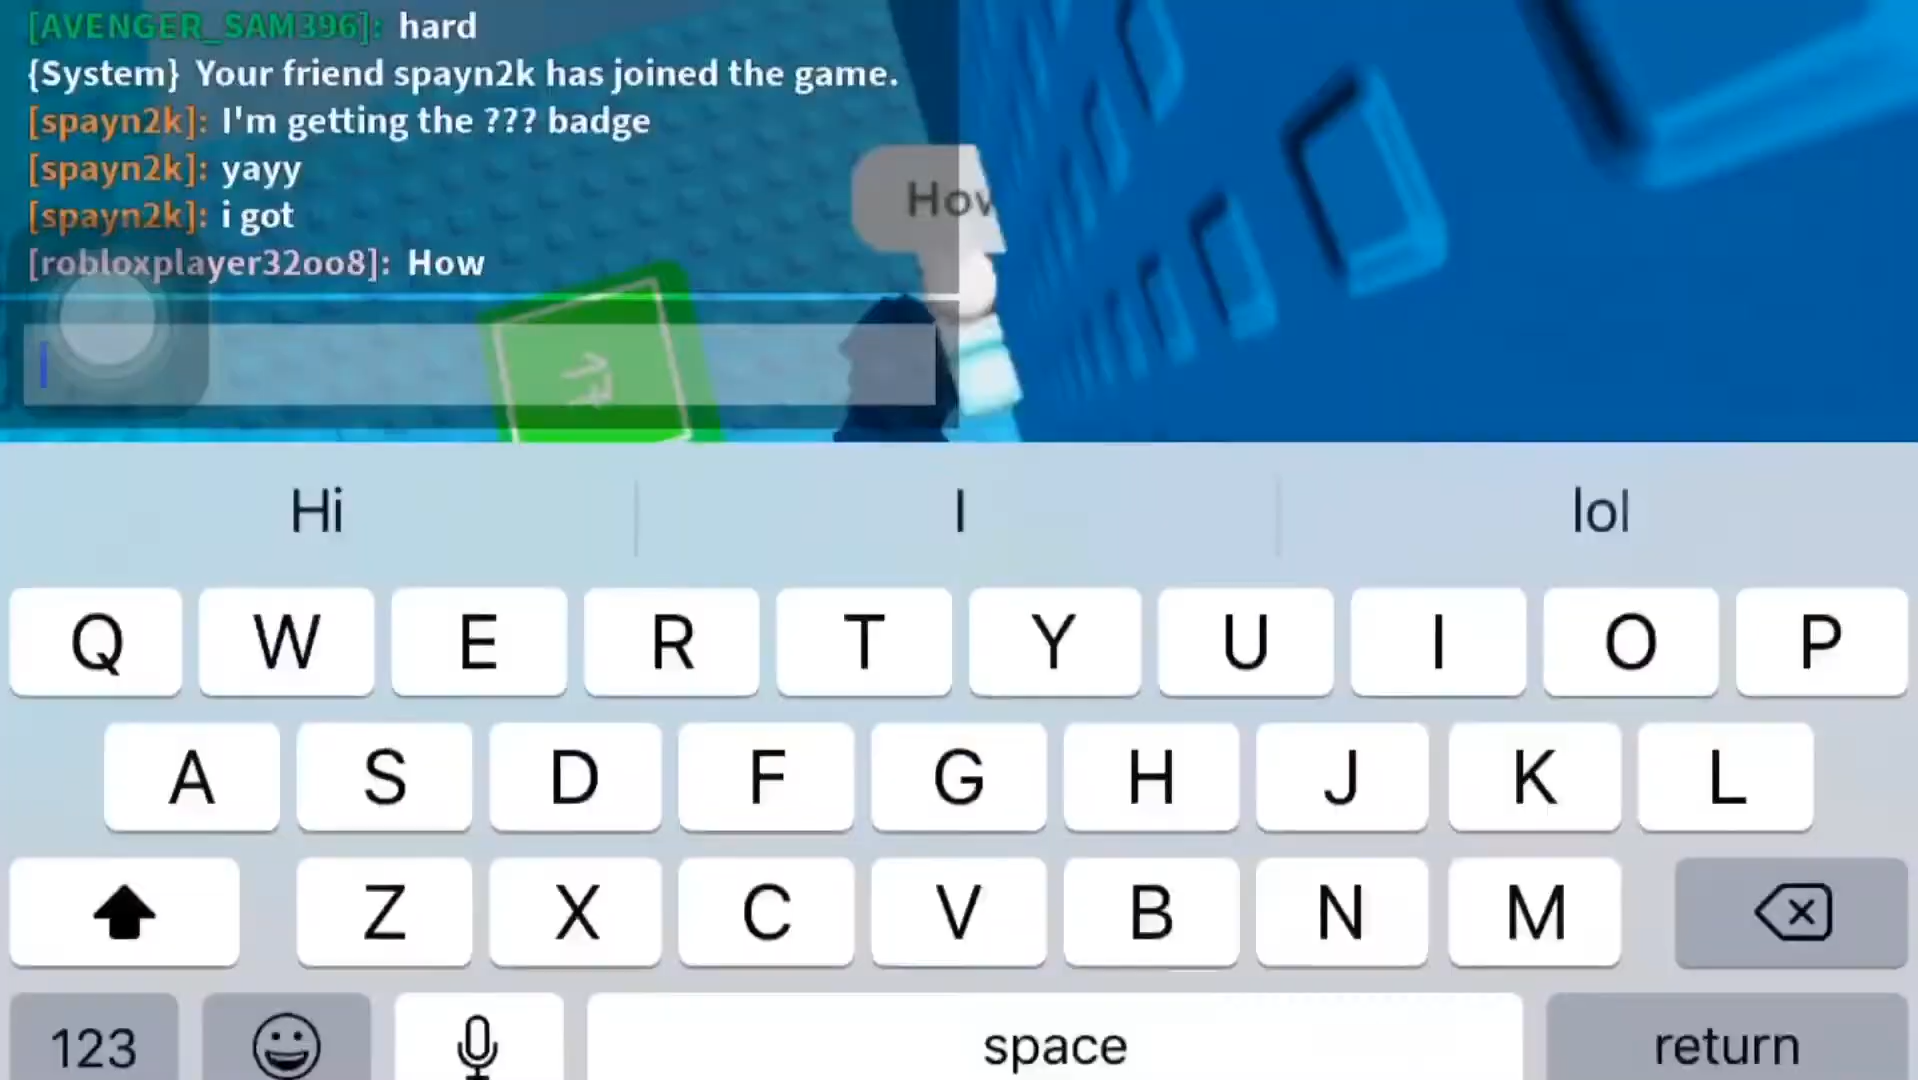 [AVENGER_SAM396]: hard
{System} Your friend spayn2k has joined the game.
[spayn2k]: I'm getting the ??? badge
[spayn2k]: yayy
[spayn2k]: i got
[robloxplayer32oo8]: How
How
Hi I lol
Q W E R T Y U I O P
A S D F G H J K L
Z X C V B N M
123 space return